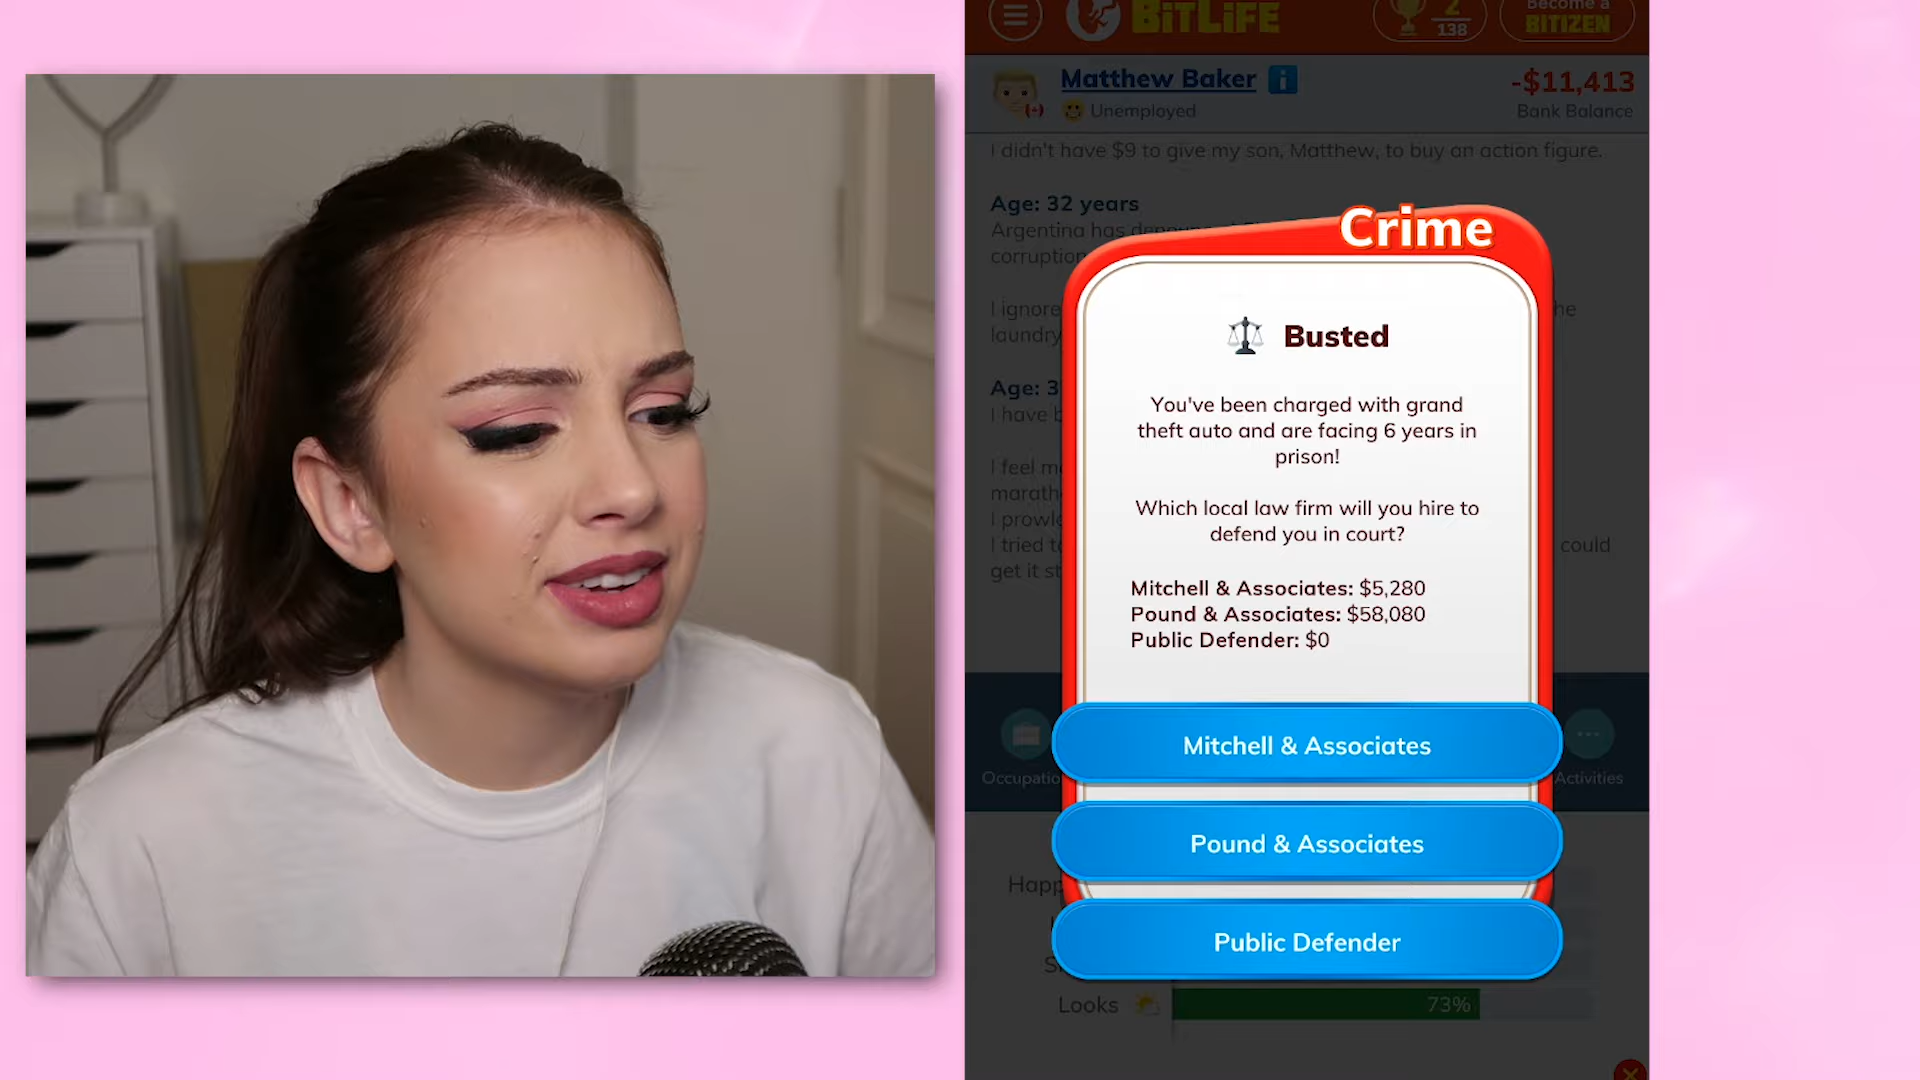 BITLIFE
2
138
Become a
BITIZEN
Matthew Baker
-$11,413
Unemployed
Bank Balance
I didn't have $9 to give my son, Matthew, to buy an action figure.
Age: 32 years
Argentina has
corruption
I ignore
he
laundry
Age: 3
I have b
I feel m
marath
I prowl
I tried t
could
get it st
Crime
Busted
You've been charged with grand
theft auto and are facing 6 years in
prison!
Which local law firm will you hire to
defend you in court?
Mitchell & Associates: $5,280
Pound & Associates: $58,080
Public Defender: $0
Mitchell & Associates
Occupatio
Activities
Pound & Associates
Happ
Public Defender
S
Looks
73%